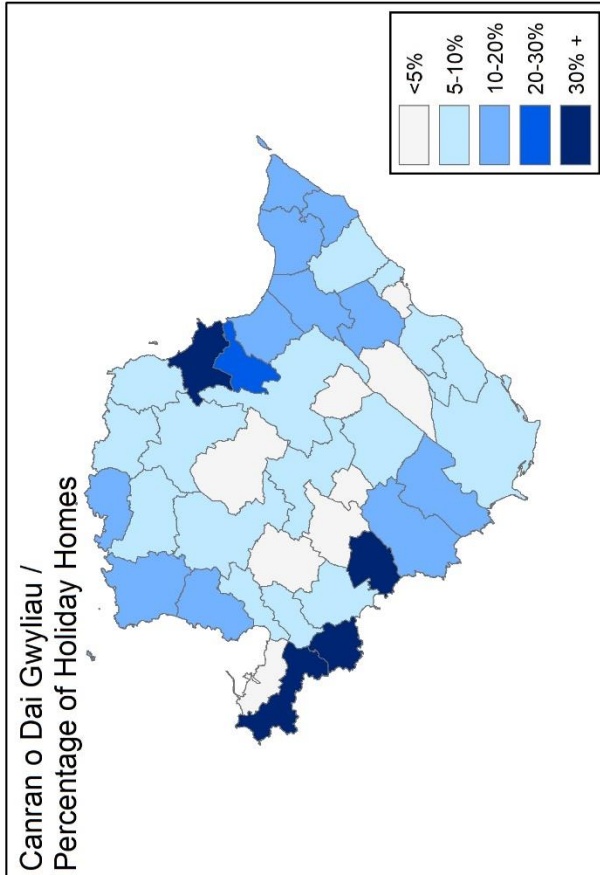 Canran o Dai Gwyliau /
Percentage of Holiday Homes
<5%
5-10%
10-20%
20-30%
30% +